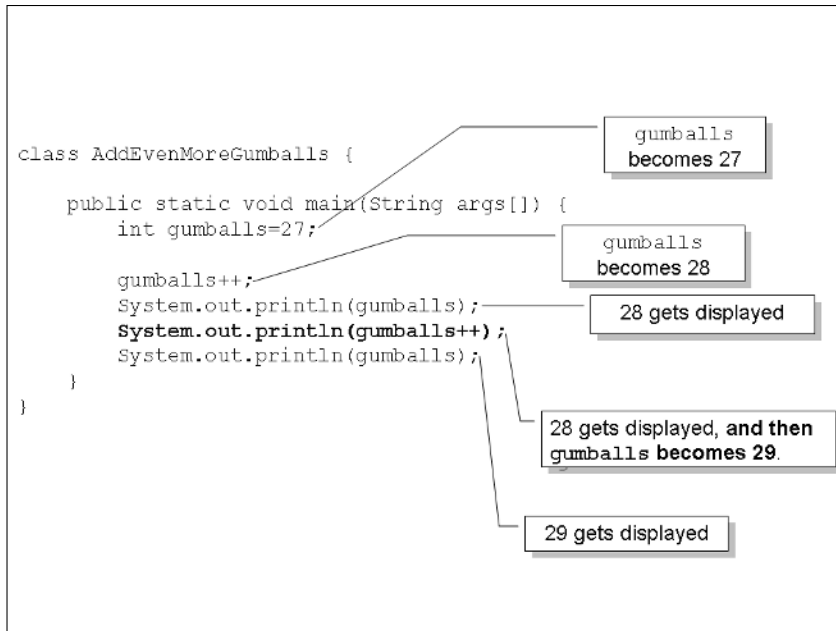 class AddEvenMoreGumballs {
public static void main(String args[]) {
int gumballs=27;
gumballs++;
System.out.println(gumballs);
System.out.println(gumballs++);
System.out.println(gumballs);
}
}
gumballs
becomes 27
gumballs
becomes 28
28 gets displayed
28 gets displayed, and then
gumballs becomes 29.
29 gets displayed